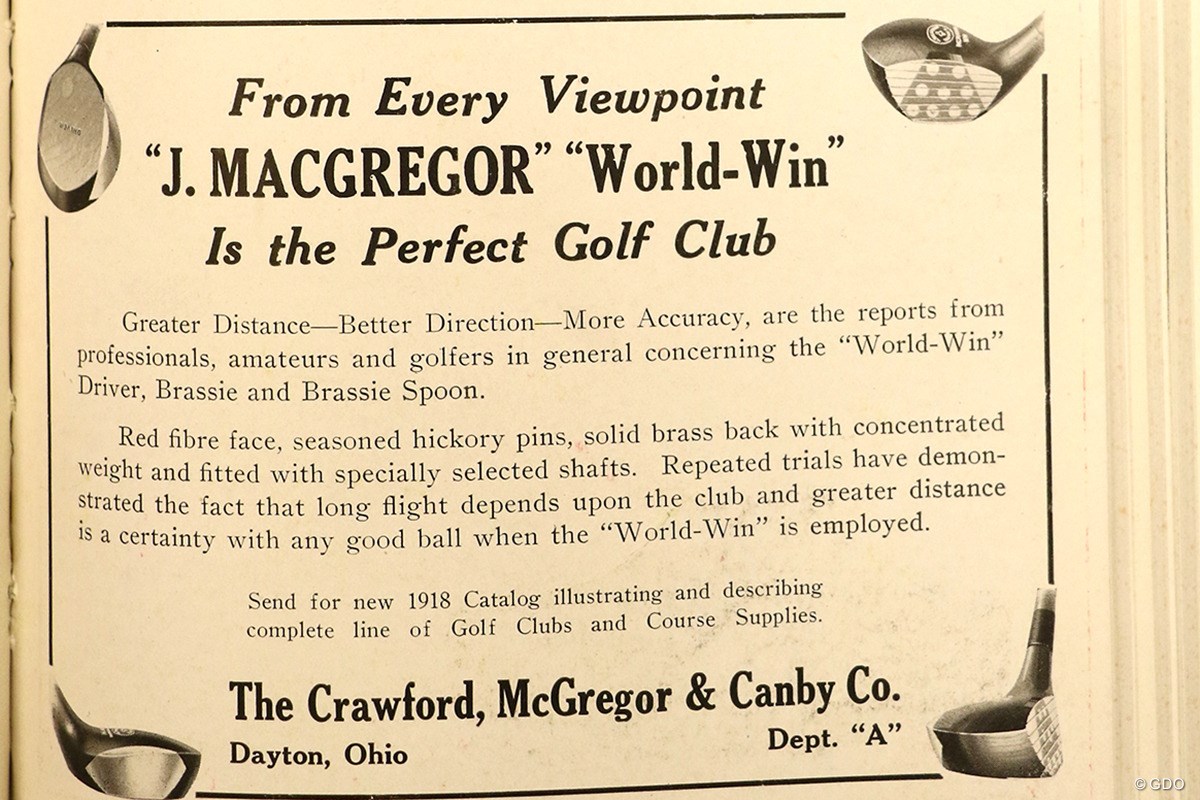 From Every Viewpoint
“J. MACGREGOR” “World-Win”
Is the Perfect Golf Club
Greater Distance—Better Direction—More Accuracy, are the reports from
professionals, amateurs and golfers in general concerning the “World-Win”
Driver, Brassie and Brassie Spoon.
Red fibre face, seasoned hickory pins, solid brass back with concentrated
weight and fitted with specially selected shafts. Repeated trials have demon-
strated the fact that long flight depends upon the club and greater distance
is a certainty with any good ball when the “World-Win” is employed.
Send for new 1918 Catalog illustrating and describing
complete line of Golf Clubs and Course Supplies.
The Crawford, McGregor & Canby Co.
Dayton, Ohio
Dept. “A”
© GDO